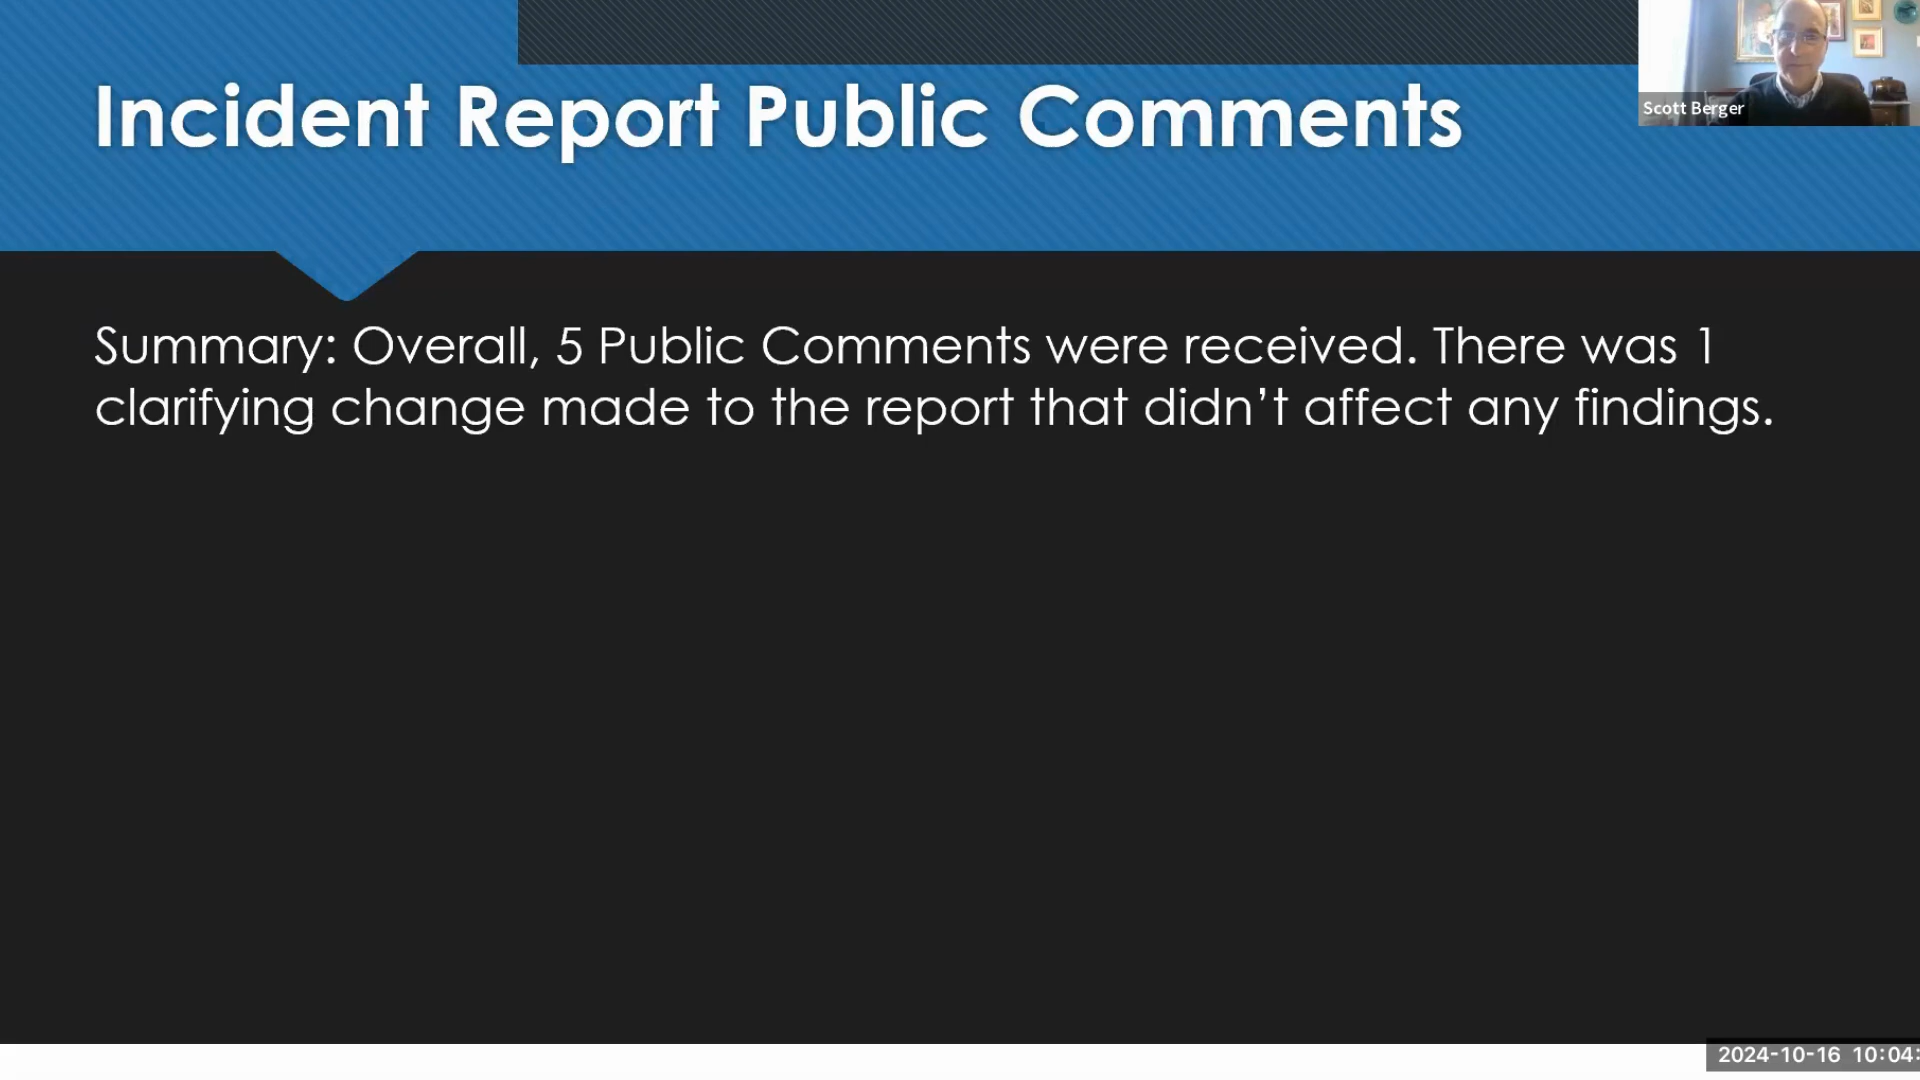 Incident Report Public Comments
Scott Berger
Summary: Overall, 5 Public Comments were received. There was 1
clarifying change made to the report that didn’t affect any findings.
2024-10-16 10:04: